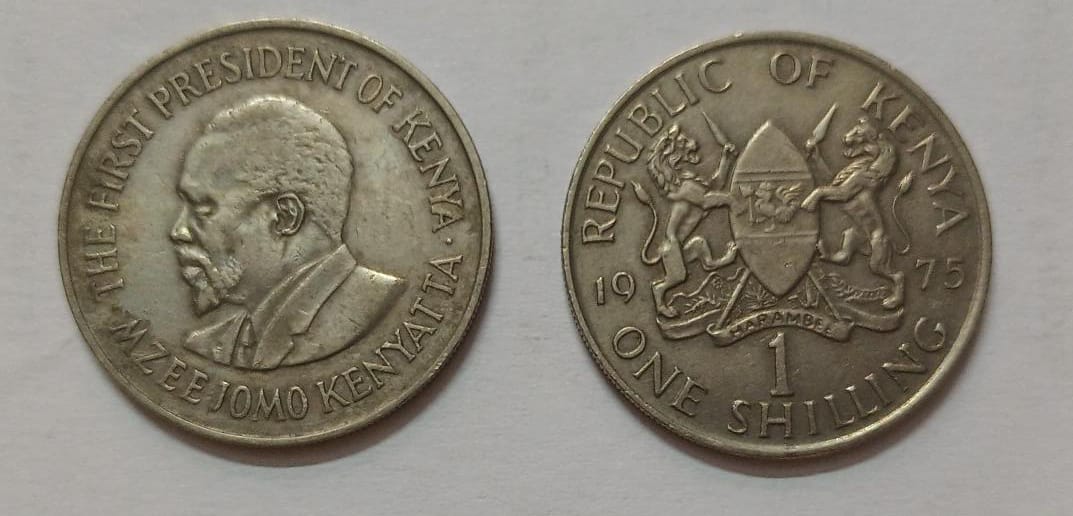 THE FIRST PRESIDENT OF KENYA ·
MZEE JOMO KENYATTA
REPUBLIC OF KENYA
19 75
HARAMBEE
1
ONE SHILLING